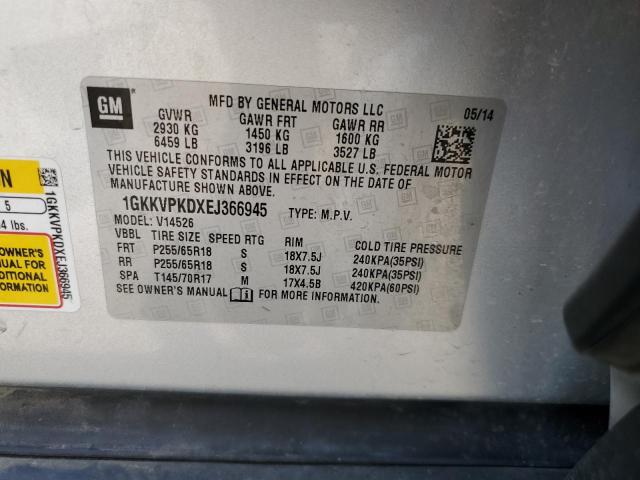 GM
MFD BY GENERAL MOTORS LLC
05/14
GVWR GAWR FRT GAWR RR
2930 KG 1450 KG 1600 KG
6459 LB 3196 LB 3527 LB
THIS VEHICLE CONFORMS TO ALL APPLICABLE U.S. FEDERAL MOTOR
VEHICLE SAFETY STANDARDS IN EFFECT ON THE DATE OF
MANUFACTURE SHOWN ABOVE.
1GKKVPKDXEJ366945 TYPE: M.P.V.
MODEL: V14526
VBBL TIRE SIZE SPEED RTG RIM COLD TIRE PRESSURE
FRT P255/65R18 S 18X7.5J 240KPA(35PSI)
RR P255/65R18 S 18X7.5J 240KPA(35PSI)
SPA T145/70R17 M 17X4.5B 420KPA(60PSI)
SEE OWNER'S MANUAL FOR MORE INFORMATION.
N
5
4 lbs.
OWNER'S
UAL FOR
DITIONAL
RMATION
1GKKVPKDXEJ366945